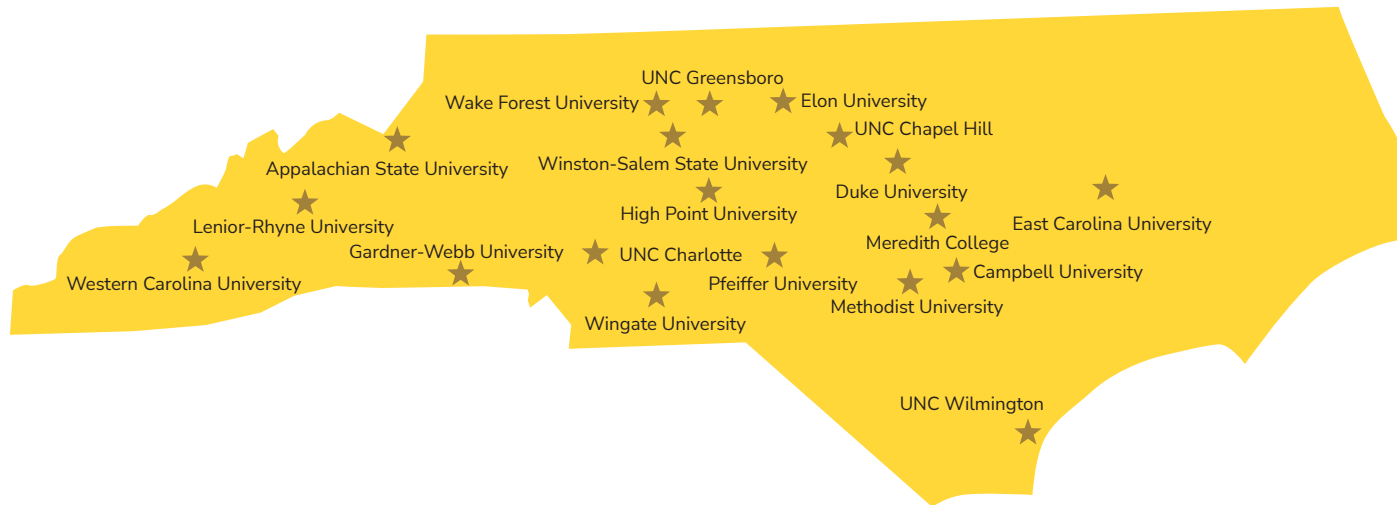 UNC Greensboro
Wake Forest University
Elon University
UNC Chapel Hill
Winston-Salem State University
Appalachian State University
Duke University
High Point University
East Carolina University
Lenior-Rhyne University
Meredith College
Gardner-Webb University
UNC Charlotte
Campbell University
Western Carolina University
Pfeiffer University
Methodist University
Wingate University
UNC Wilmington